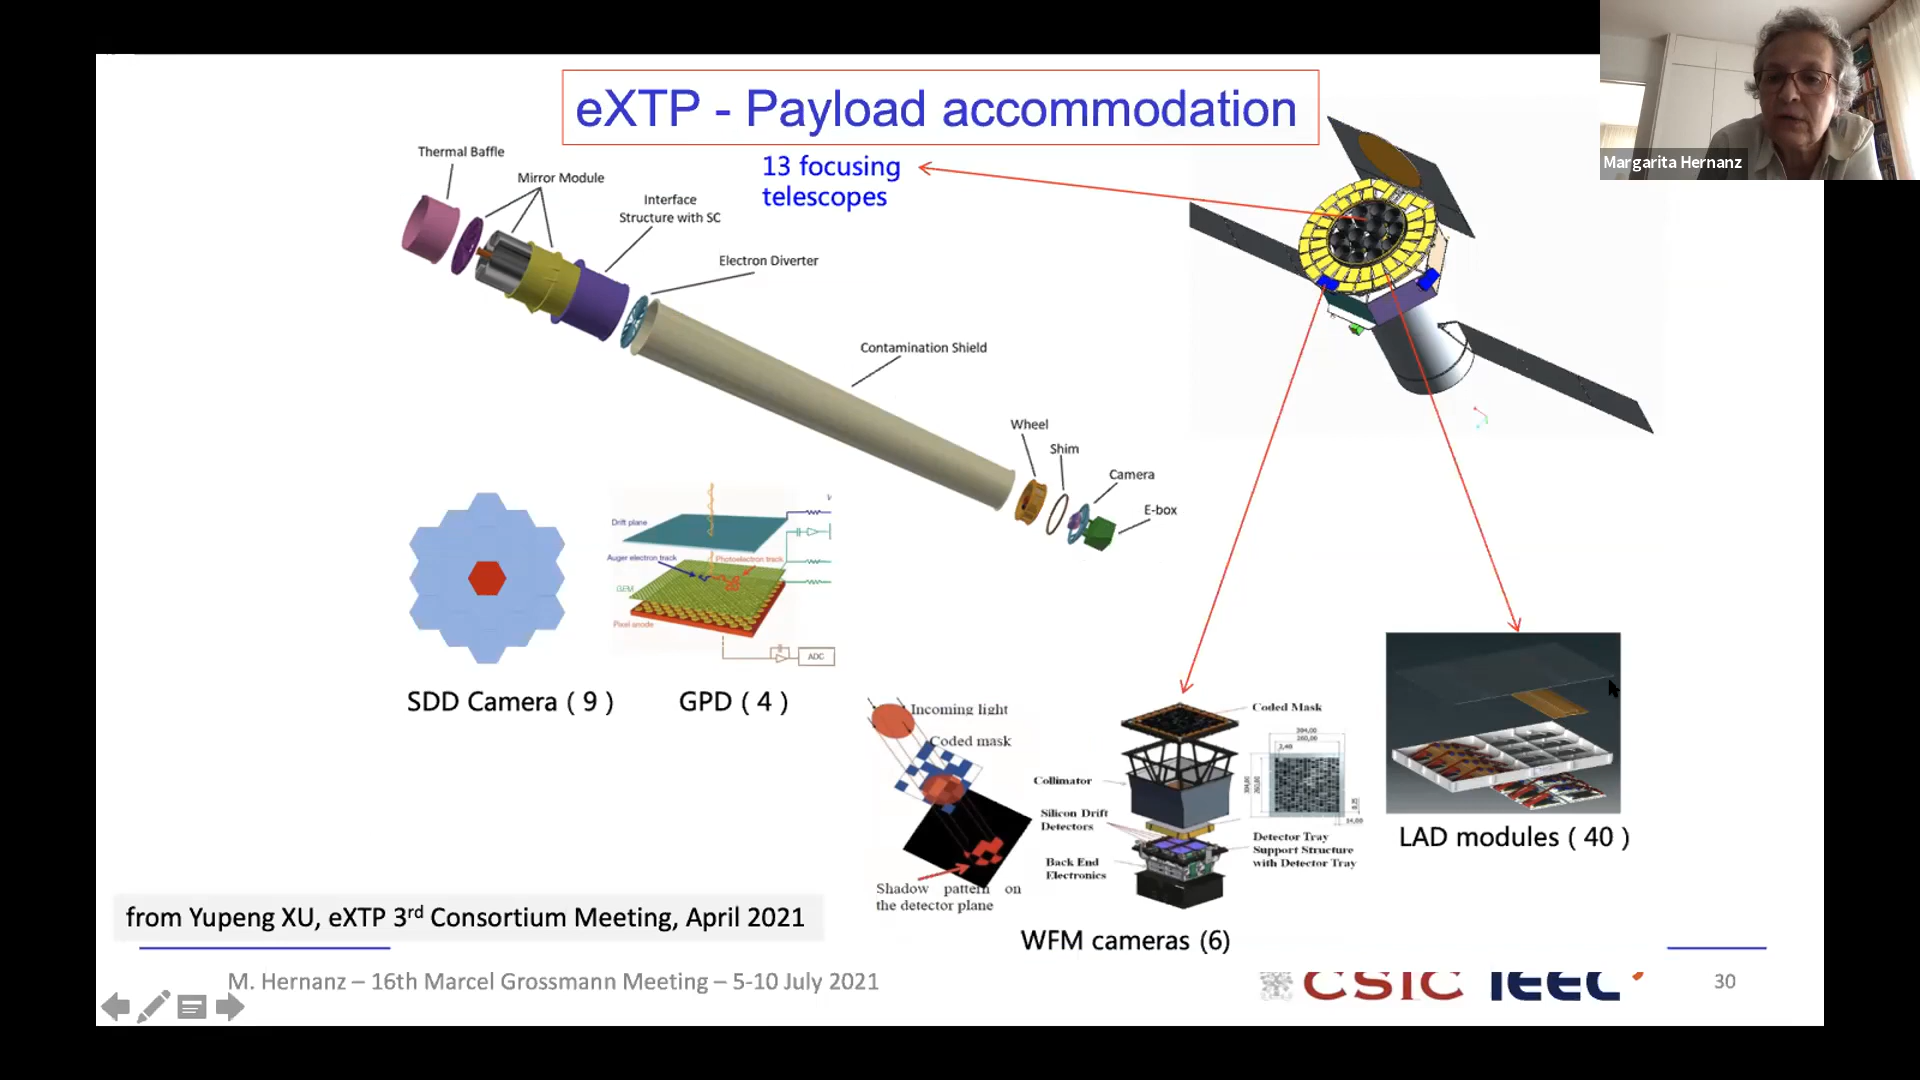 eXTP - Payload accommodation
Margarita Hernanz
13 focusing
telescopes
Thermal Baffle
Mirror Module
Interface
Structure with SC
Electron Diverter
Contamination Shield
Wheel
Shim
Camera
E-box
Drift plane
Auger electron track
Photoelectron track
GEM
Pixel anode
ADC
SDD Camera ( 9 )
GPD ( 4 )
Incoming light
Coded mask
Shadow pattern on
the detector plane
Coded Mask
Collimator
Silicon Drift
Detectors
Back End
Electronics
Detector Tray
Support Structure
with Detector Tray
LAD modules ( 40 )
WFM cameras (6)
from Yupeng XU, eXTP 3rd Consortium Meeting, April 2021
M. Hernanz – 16th Marcel Grossmann Meeting – 5-10 July 2021
CSIC IEEC
30